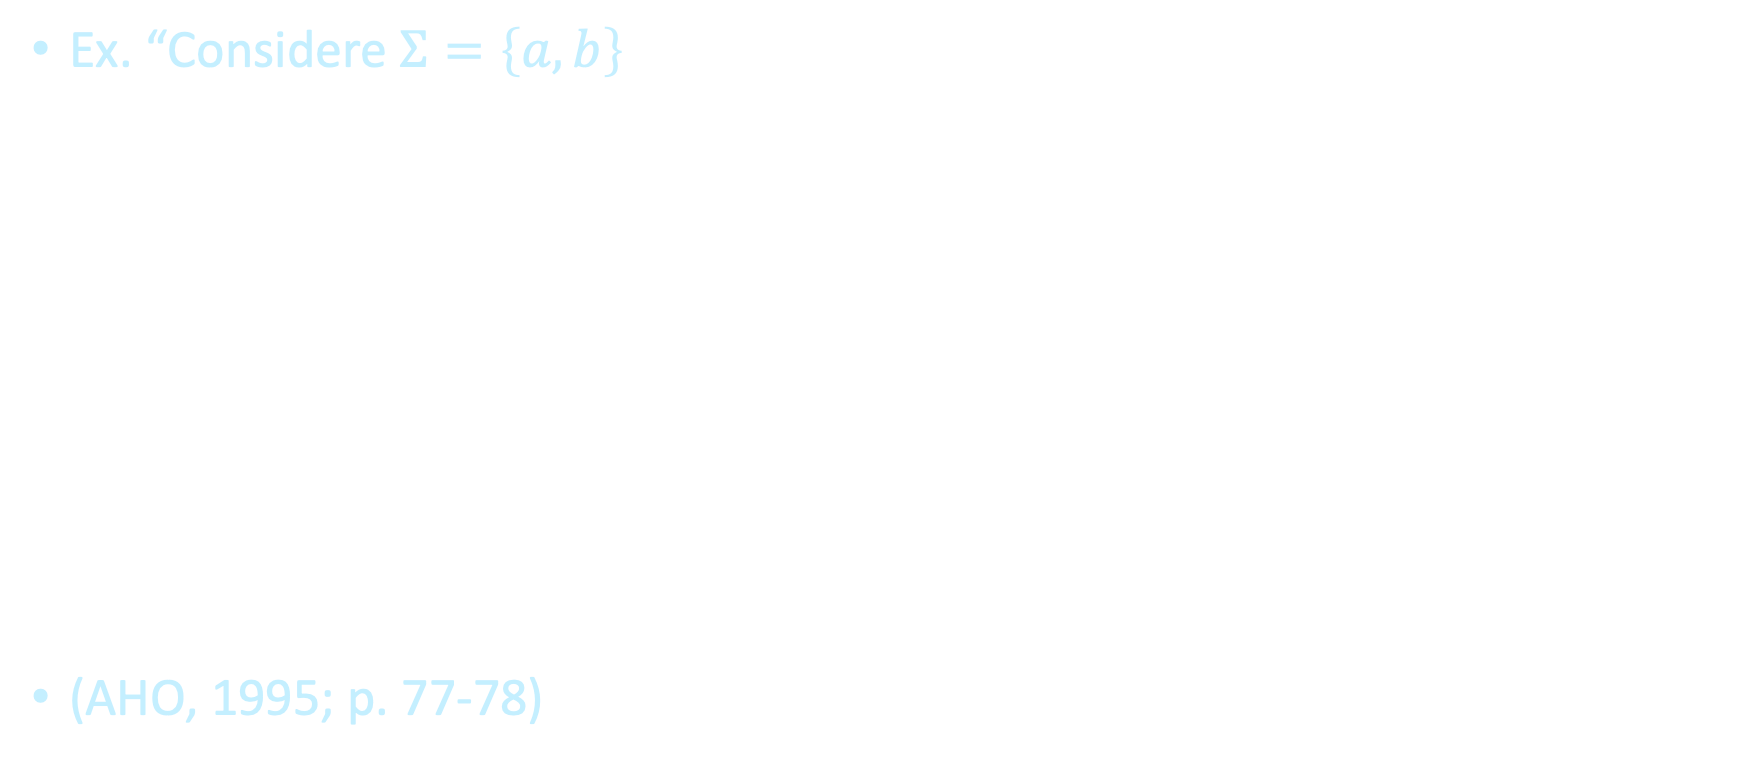 • Ex. “Considere Σ = {a, b}
• (AHO, 1995; p. 77-78)